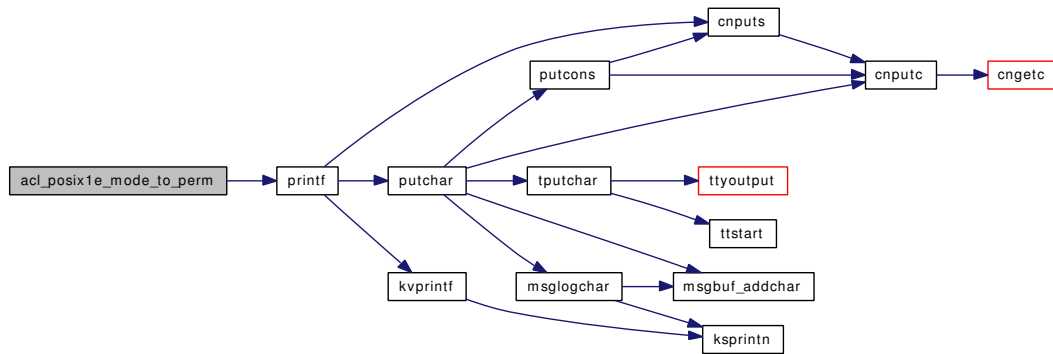 cnputs
putcons
cnputc
cngetc
acl_posix1e_mode_to_perm
printf
putchar
tputchar
ttyoutput
ttstart
kvprintf
msglogchar
msgbuf_addchar
ksprintn